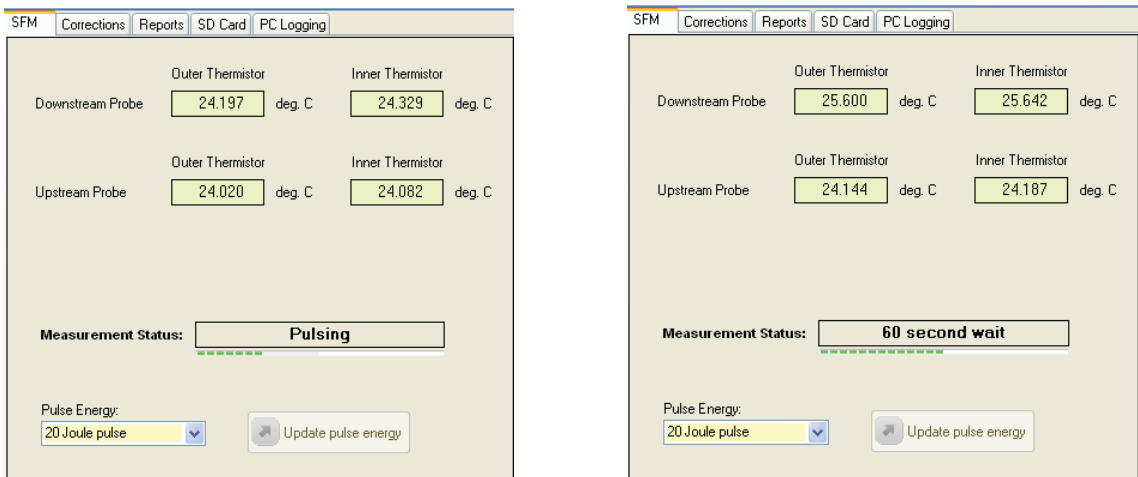 SFM Corrections Reports SD Card PC Logging
Outer Thermistor Inner Thermistor
Downstream Probe 24.197 deg. C 24.329 deg. C
Outer Thermistor Inner Thermistor
Upstream Probe 24.020 deg. C 24.082 deg. C
Measurement Status: Pulsing
Pulse Energy:
20 Joule pulse Update pulse energy
SFM Corrections Reports SD Card PC Logging
Outer Thermistor Inner Thermistor
Downstream Probe 25.600 deg. C 25.642 deg. C
Outer Thermistor Inner Thermistor
Upstream Probe 24.144 deg. C 24.187 deg. C
Measurement Status: 60 second wait
Pulse Energy:
20 Joule pulse Update pulse energy